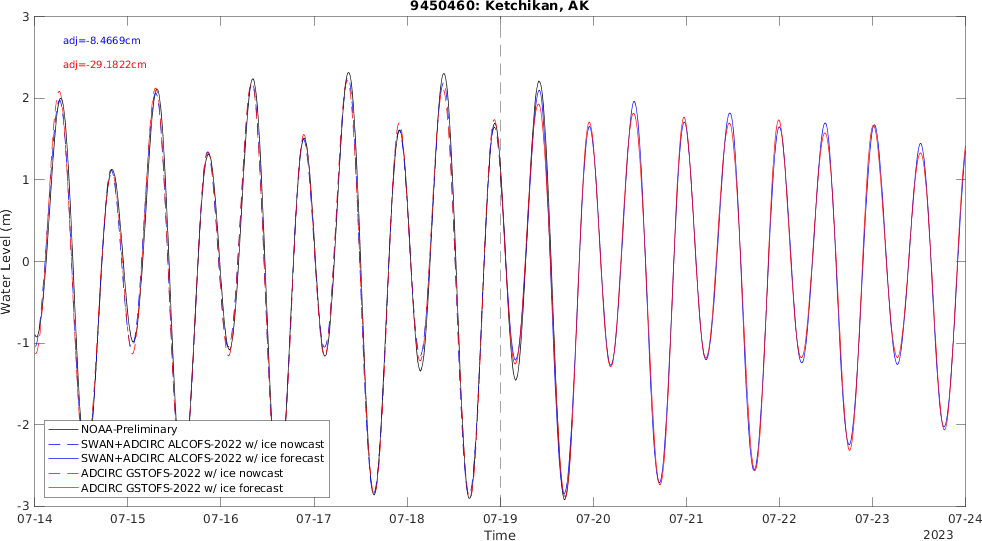 9450460: Ketchikan, AK
adj=-8.4669cm
adj=-29.1822cm
3
2
1
0
-1
-2
-3
Water Level (m)
NOAA-Preliminary
SWAN+ADCIRC ALCOFS-2022 w/ ice nowcast
SWAN+ADCIRC ALCOFS-2022 w/ ice forecast
ADCIRC GSTOFS-2022 w/ ice nowcast
ADCIRC GSTOFS-2022 w/ ice forecast
07-14 07-15 07-16 07-17 07-18 07-19 07-20 07-21 07-22 07-23 07-24
Time
2023